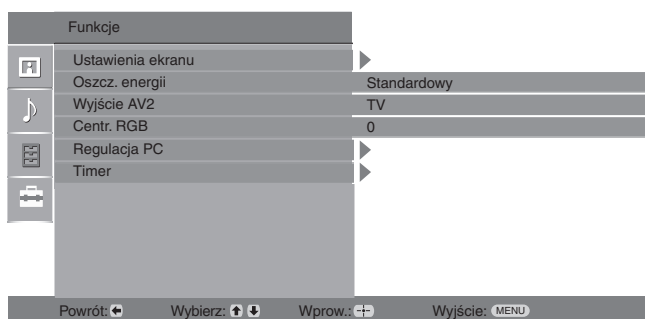 Funkcje
Ustawienia ekranu
Oszcz. energii Standardowy
Wyjście AV2 TV
Centr. RGB 0
Regulacja PC
Timer
Powrót: Wybierz: Wprow.: Wyjście: MENU